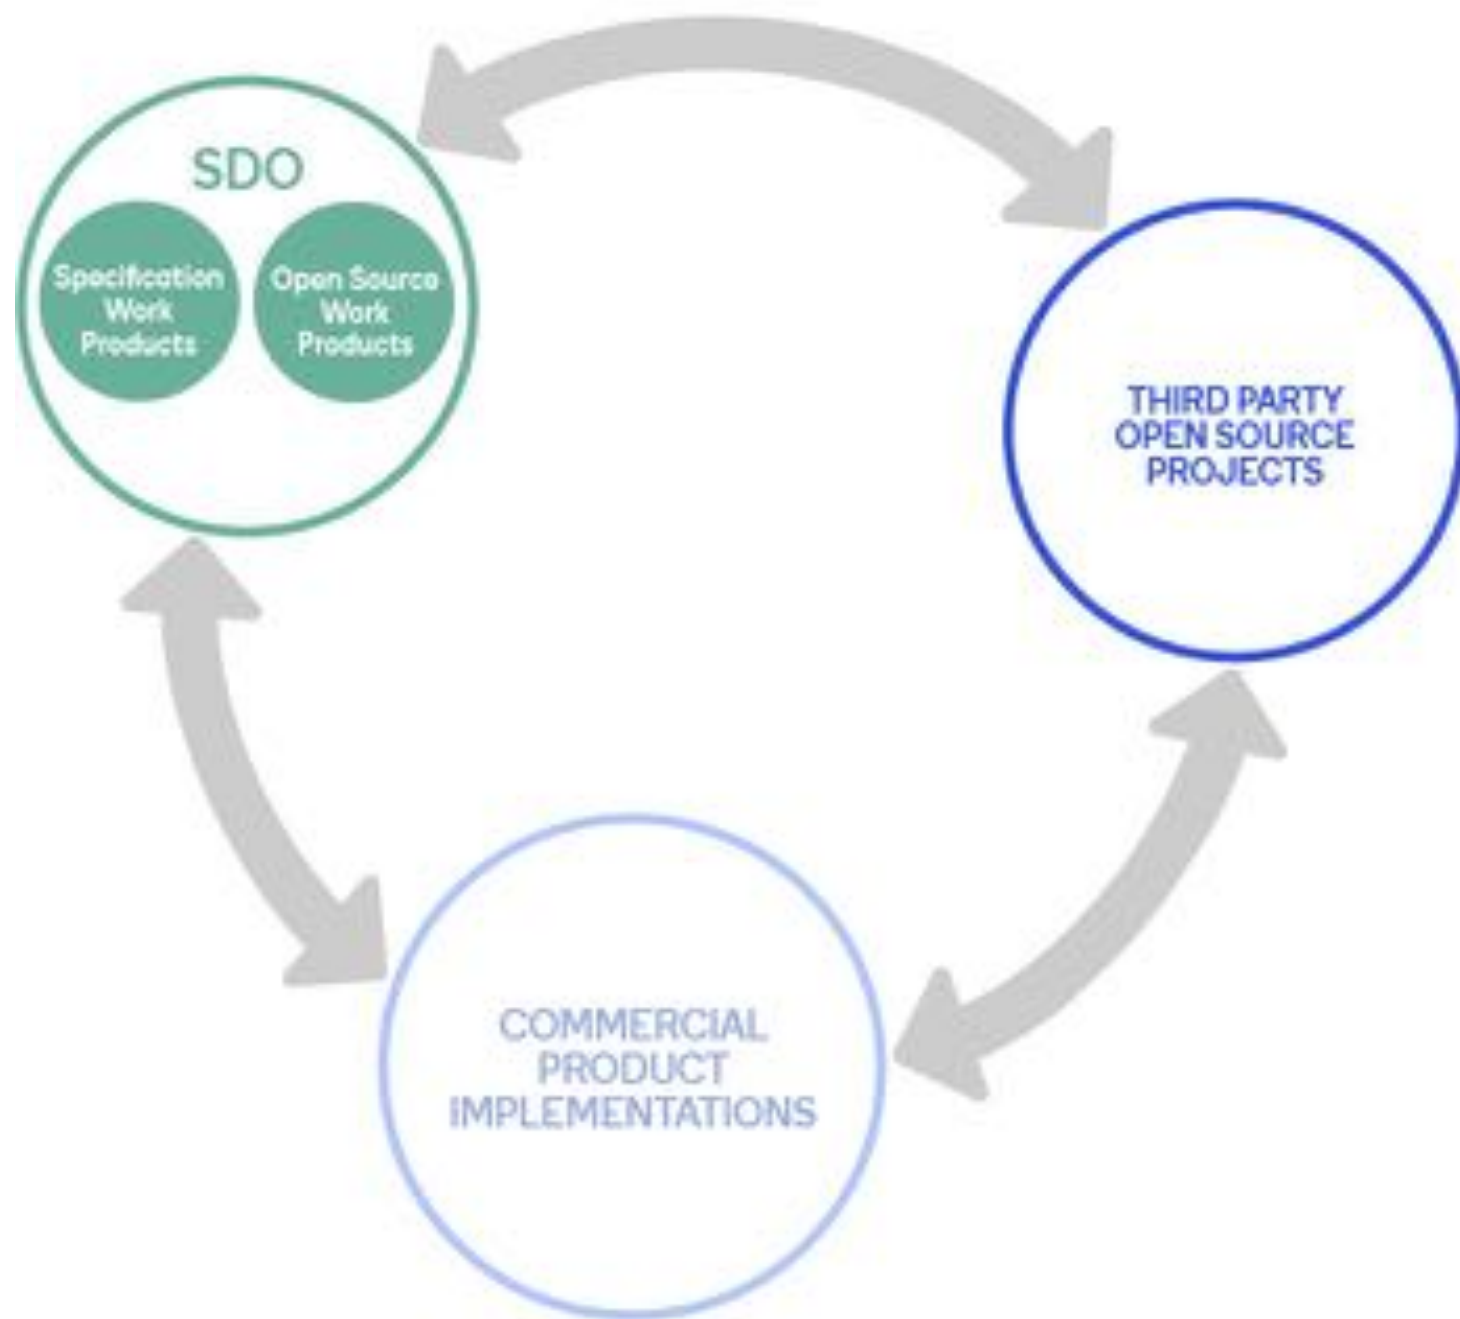 SDO
Specification
Work
Products
Open Source
Work
Products
THIRD PARTY
OPEN SOURCE
PROJECTS
COMMERCIAL
PRODUCT
IMPLEMENTATIONS